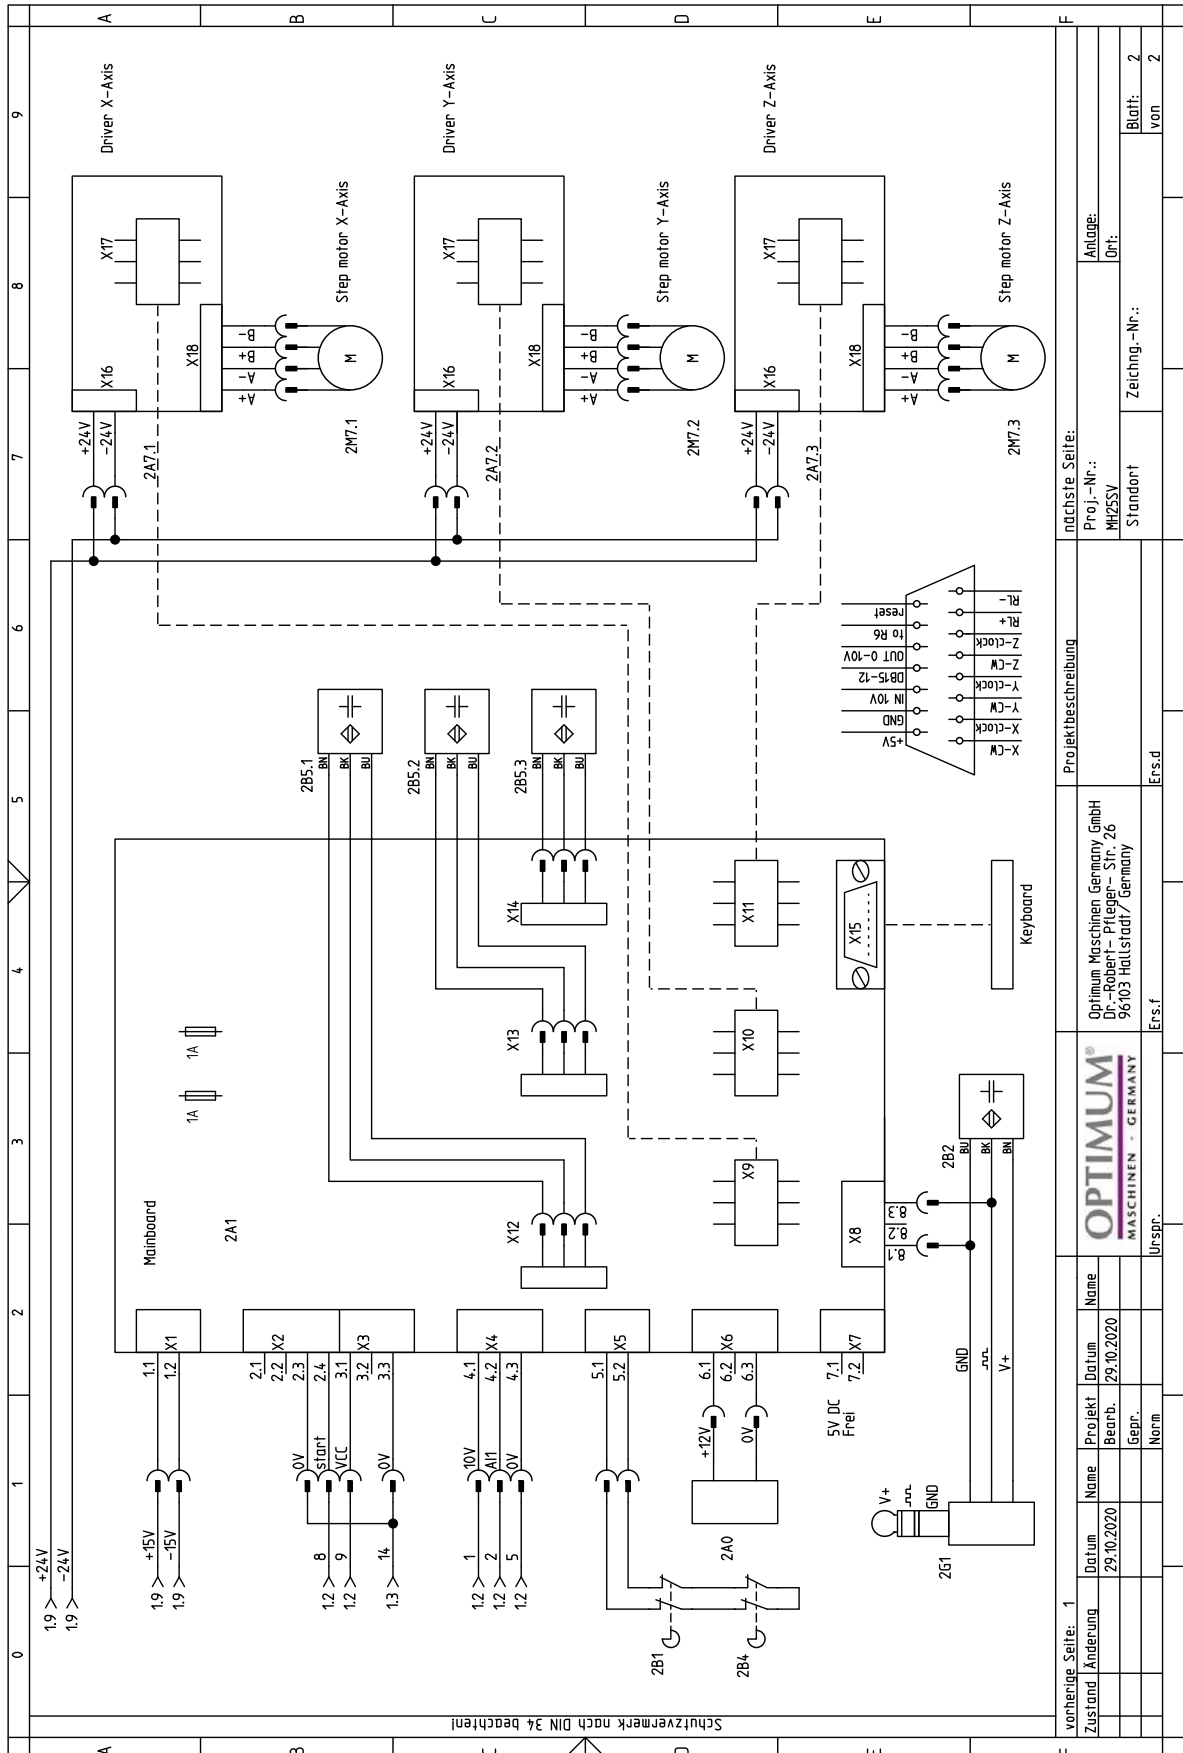 0 1 2 3 4 5 6 7 8 9
A B C D E F
Schutzvermerk nach DIN 34 beachten!
1.9 +24V
1.9 -24V
1.9 +15V 1.1
1.9 -15V 1.2
X1
Mainboard
2A1
1A 1A
2.1
2.2
X2
0V 2.3
1.2 8 start 2.4
1.2 9 VCC 3.1
X3
3.2
1.3 14 0V 3.3
1.2 1 10V 4.1
1.2 2 AI1 4.2
1.2 5 0V 4.3
X4
5.1
5.2
X5
2B1
2B4
2A0
+12V 6.1
6.2
0V 6.3
X6
5V DC
Frei
7.1
7.2
X7
X8
8.1 8.2 8.3
2G1
V+
GND
GND
V+
2B2
BU
BK
BN
X9
X10
X11
X12
X13
X14
X15
Keyboard
2B5.1
BN
BK
BU
2B5.2
BN
BK
BU
2B5.3
BN
BK
BU
+5V
GND
IN 10V
DB15-12
OUT 0-10V
to R6
reset
X-CW
X-clock
Y-CW
Y-clock
Z-CW
Z-clock
RL+
RL-
Driver X-Axis
+24V
-24V
X16
X17
X18
2A7.1
A+ A- B+ B-
M
2M7.1
Step motor X-Axis
Driver Y-Axis
+24V
-24V
X16
X17
X18
2A7.2
A+ A- B+ B-
M
2M7.2
Step motor Y-Axis
Driver Z-Axis
+24V
-24V
X16
X17
X18
2A7.3
A+ A- B+ B-
M
2M7.3
Step motor Z-Axis
vorherige Seite: 1
Zustand Änderung Datum Name
29.10.2020
Projekt Datum Name
Bearb. 29.10.2020
Gepr.
Norm
OPTIMUM®
MASCHINEN - GERMANY
Urspr.
Optimum Maschinen Germany GmbH
Dr.-Robert- Pfleger- Str. 26
96103 Hallstadt/ Germany
Ers.f
Ers.d
Projektbeschreibung
nächste Seite:
Proj.-Nr.:
MH25SV
Standort
Anlage:
Ort:
Zeichng.-Nr.:
Blatt: 2
von 2